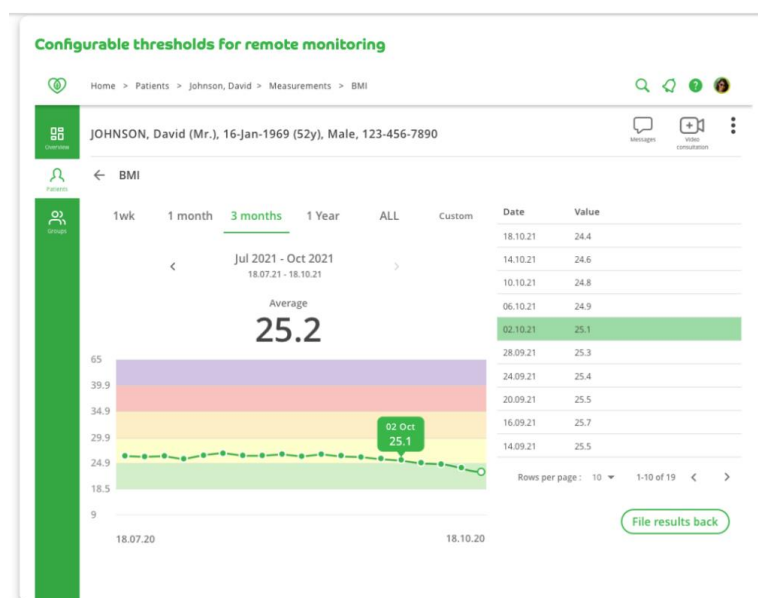 Configurable thresholds for remote monitoring
Home > Patients > Johnson, David > Measurements > BMI
?
Overview
JOHNSON, David (Mr.), 16-Jan-1969 (52y), Male, 123-456-7890
Messages
Video
consultation
Patients
← BMI
Groups
1wk 1 month 3 months 1 Year ALL Custom
< Jul 2021 - Oct 2021 >
18.07.21 - 18.10.21
Average
25.2
65
39.9
34.9
29.9
24.9
18.5
9
02 Oct
25.1
18.07.20 18.10.20
Date Value
18.10.21 24.4
14.10.21 24.6
10.10.21 24.8
06.10.21 24.9
02.10.21 25.1
28.09.21 25.3
24.09.21 25.4
20.09.21 25.5
16.09.21 25.7
14.09.21 25.5
Rows per page: 10 1-10 of 19 < >
File results back